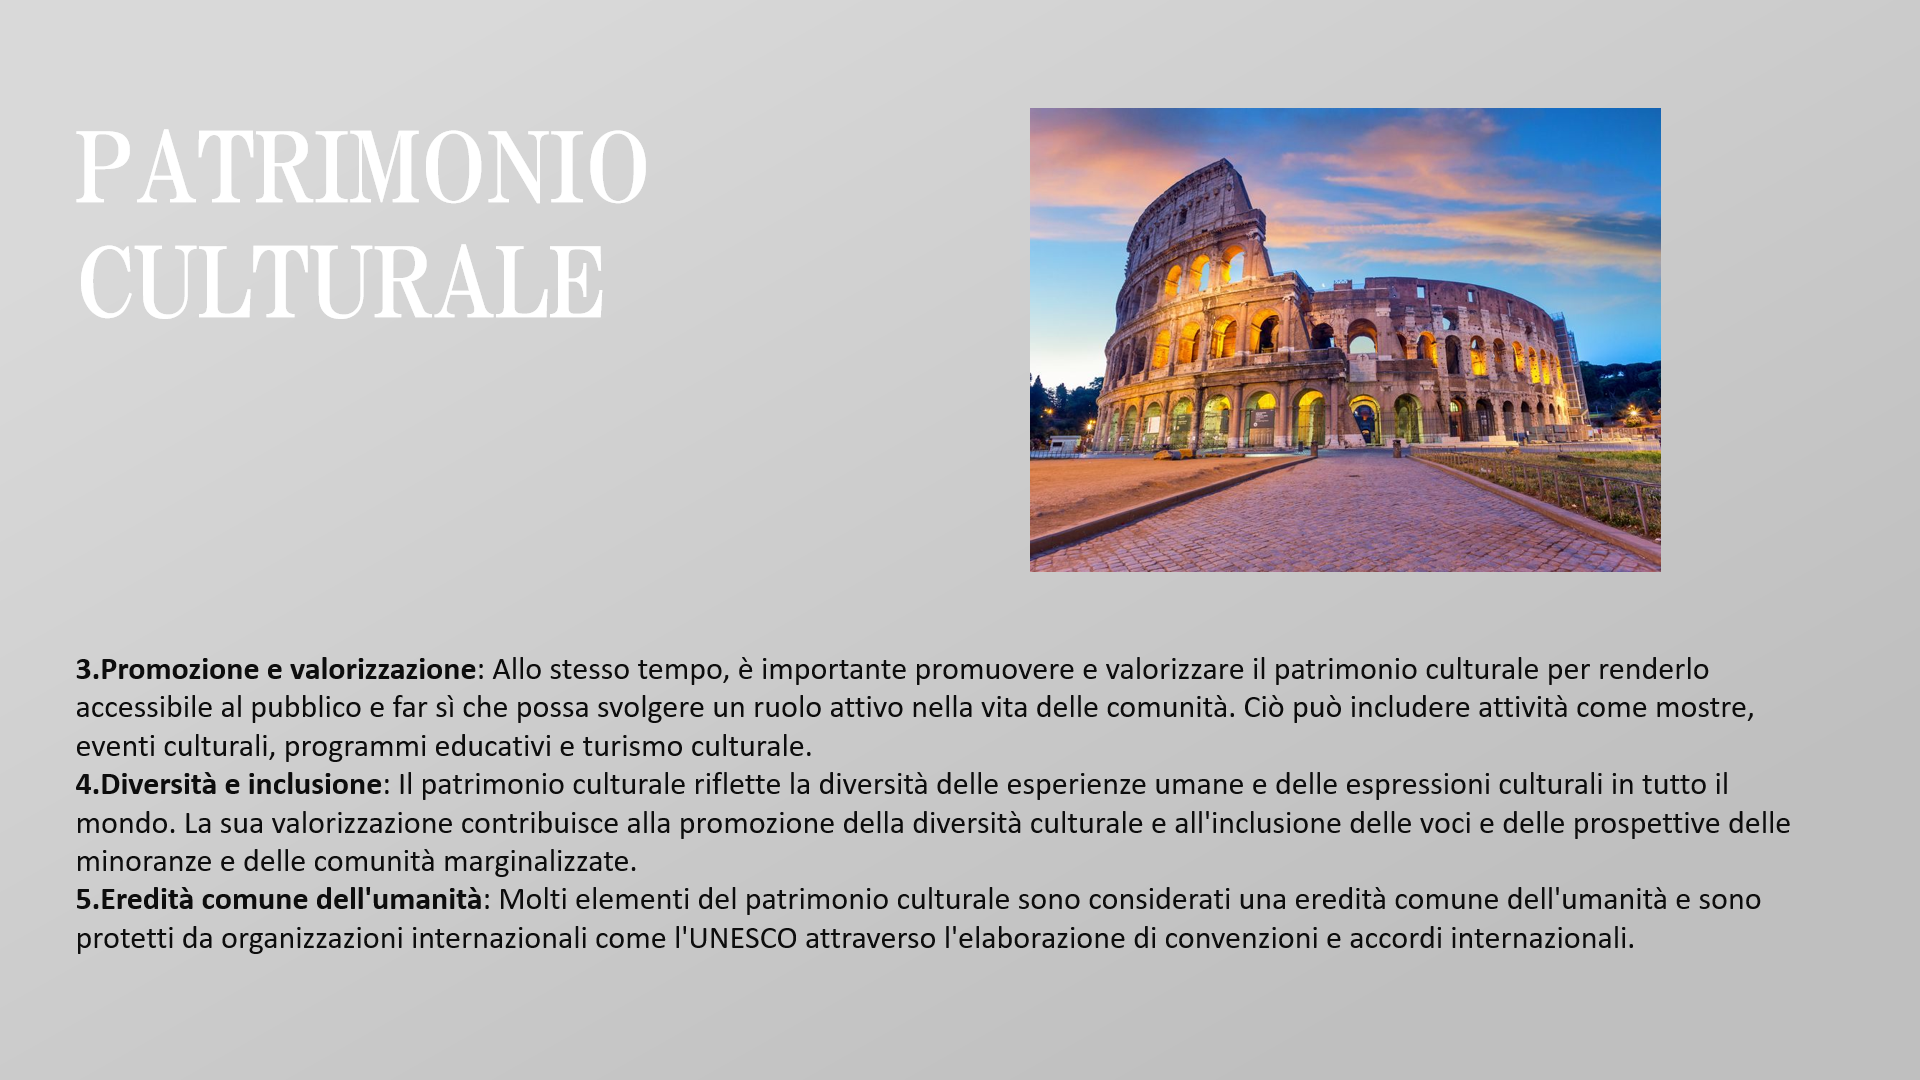 PATRIMONIO
CULTURALE
3.Promozione e valorizzazione: Allo stesso tempo, è importante promuovere e valorizzare il patrimonio culturale per renderlo
accessibile al pubblico e far sì che possa svolgere un ruolo attivo nella vita delle comunità. Ciò può includere attività come mostre,
eventi culturali, programmi educativi e turismo culturale.
4.Diversità e inclusione: Il patrimonio culturale riflette la diversità delle esperienze umane e delle espressioni culturali in tutto il
mondo. La sua valorizzazione contribuisce alla promozione della diversità culturale e all'inclusione delle voci e delle prospettive delle
minoranze e delle comunità marginalizzate.
5.Eredità comune dell'umanità: Molti elementi del patrimonio culturale sono considerati una eredità comune dell'umanità e sono
protetti da organizzazioni internazionali come l'UNESCO attraverso l'elaborazione di convenzioni e accordi internazionali.